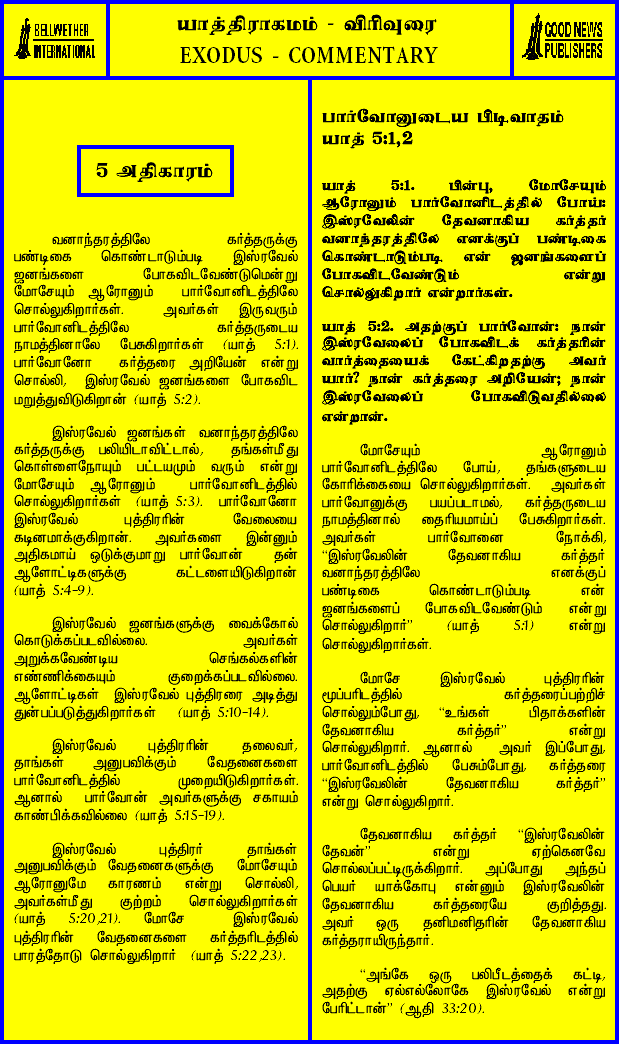 BELLWETHER
INTERNATIONAL
யாத்திராகமம் - விரிவுரை
EXODUS - COMMENTARY
GOOD NEWS
PUBLISHERS
5 அதிகாரம்
வனாந்தரத்திலே கர்த்தருக்கு
பண்டிகை கொண்டாடும்படி இஸ்ரவேல்
ஜனங்களை போகவிடவேண்டுமென்று
மோசேயும் ஆரோனும் பார்வோனிடத்திலே
சொல்லுகிறார்கள். அவர்கள் இருவரும்
பார்வோனிடத்திலே கர்த்தருடைய
நாமத்தினாலே பேசுகிறார்கள் (யாத் 5:1).
பார்வோனோ கர்த்தரை அறியேன் என்று
சொல்லி, இஸ்ரவேல் ஜனங்களை போகவிட
மறுத்துவிடுகிறான் (யாத் 5:2).
இஸ்ரவேல் ஜனங்கள் வனாந்தரத்திலே
கர்த்தருக்கு பலியிடாவிட்டால், தங்கள்மீது
கொள்ளைநோயும் பட்டயமும் வரும் என்று
மோசேயும் ஆரோனும் பார்வோனிடத்தில்
சொல்லுகிறார்கள் (யாத் 5:3). பார்வோனோ
இஸ்ரவேல் புத்திரரின் வேலையை
கடினமாக்குகிறான். அவர்களை இன்னும்
அதிகமாய் ஒடுக்குமாறு பார்வோன் தன்
ஆளோட்டிகளுக்கு கட்டளையிடுகிறான்
(யாத் 5:4-9).
இஸ்ரவேல் ஜனங்களுக்கு வைக்கோல்
கொடுக்கப்படவில்லை. அவர்கள்
அறுக்கவேண்டிய செங்கல்களின்
எண்ணிக்கையும் குறைக்கப்படவில்லை.
ஆளோட்டிகள் இஸ்ரவேல் புத்திரரை அடித்து
துன்பப்படுத்துகிறார்கள் (யாத் 5:10-14).
இஸ்ரவேல் புத்திரரின் தலைவர்,
தாங்கள் அனுபவிக்கும் வேதனைகளை
பார்வோனிடத்தில் முறையிடுகிறார்கள்.
ஆனால் பார்வோன் அவர்களுக்கு சகாயம்
காண்பிக்கவில்லை (யாத் 5:15-19).
இஸ்ரவேல் புத்திரர் தாங்கள்
அனுபவிக்கும் வேதனைகளுக்கு மோசேயும்
ஆரோனுமே காரணம் என்று சொல்லி,
அவர்கள்மீது குற்றம் சொல்லுகிறார்கள்
(யாத் 5:20,21). மோசே இஸ்ரவேல்
புத்திரரின் வேதனைகளை கர்த்தரிடத்தில்
பாரத்தோடு சொல்லுகிறார் (யாத் 5:22,23).
பார்வோனுடைய பிடிவாதம்
யாத் 5:1,2
யாத் 5:1. பின்பு, மோசேயும்
ஆரோனும் பார்வோனிடத்தில் போய்:
இஸ்ரவேலின் தேவனாகிய கர்த்தர்
வனாந்தரத்திலே எனக்குப் பண்டிகை
கொண்டாடும்படி என் ஜனங்களைப்
போகவிடவேண்டும் என்று
சொல்லுகிறார் என்றார்கள்.
யாத் 5:2. அதற்குப் பார்வோன்: நான்
இஸ்ரவேலைப் போகவிடக் கர்த்தரின்
வார்த்தையைக் கேட்கிறதற்கு அவர்
யார்? நான் கர்த்தரை அறியேன்; நான்
இஸ்ரவேலைப் போகவிடுவதில்லை
என்றான்.
மோசேயும் ஆரோனும்
பார்வோனிடத்திலே போய், தங்களுடைய
கோரிக்கையை சொல்லுகிறார்கள். அவர்கள்
பார்வோனுக்கு பயப்படாமல், கர்த்தருடைய
நாமத்தினால் தைரியமாய்ப் பேசுகிறார்கள்.
அவர்கள் பார்வோனை நோக்கி,
“இஸ்ரவேலின் தேவனாகிய கர்த்தர்
வனாந்தரத்திலே எனக்குப்
பண்டிகை கொண்டாடும்படி என்
ஜனங்களைப் போகவிடவேண்டும் என்று
சொல்லுகிறார்” (யாத் 5:1) என்று
சொல்லுகிறார்கள்.
மோசே இஸ்ரவேல் புத்திரரின்
மூப்பரிடத்தில் கர்த்தரைப்பற்றிச்
சொல்லும்போது, “உங்கள் பிதாக்களின்
தேவனாகிய கர்த்தர்” என்று
சொல்லுகிறார். ஆனால் அவர் இப்போது,
பார்வோனிடத்தில் பேசும்போது, கர்த்தரை
“இஸ்ரவேலின் தேவனாகிய கர்த்தர்”
என்று சொல்லுகிறார்.
தேவனாகிய கர்த்தர் “இஸ்ரவேலின்
தேவன்” என்று ஏற்கெனவே
சொல்லப்பட்டிருக்கிறார். அப்போது அந்தப்
பெயர் யாக்கோபு என்னும் இஸ்ரவேலின்
தேவனாகிய கர்த்தரையே குறித்தது.
அவர் ஒரு தனிமனிதரின் தேவனாகிய
கர்த்தராயிருந்தார்.
“அங்கே ஒரு பலிபீடத்தைக் கட்டி,
அதற்கு ஏல்எல்லோகே இஸ்ரவேல் என்று
பேரிட்டான்” (ஆதி 33:20).